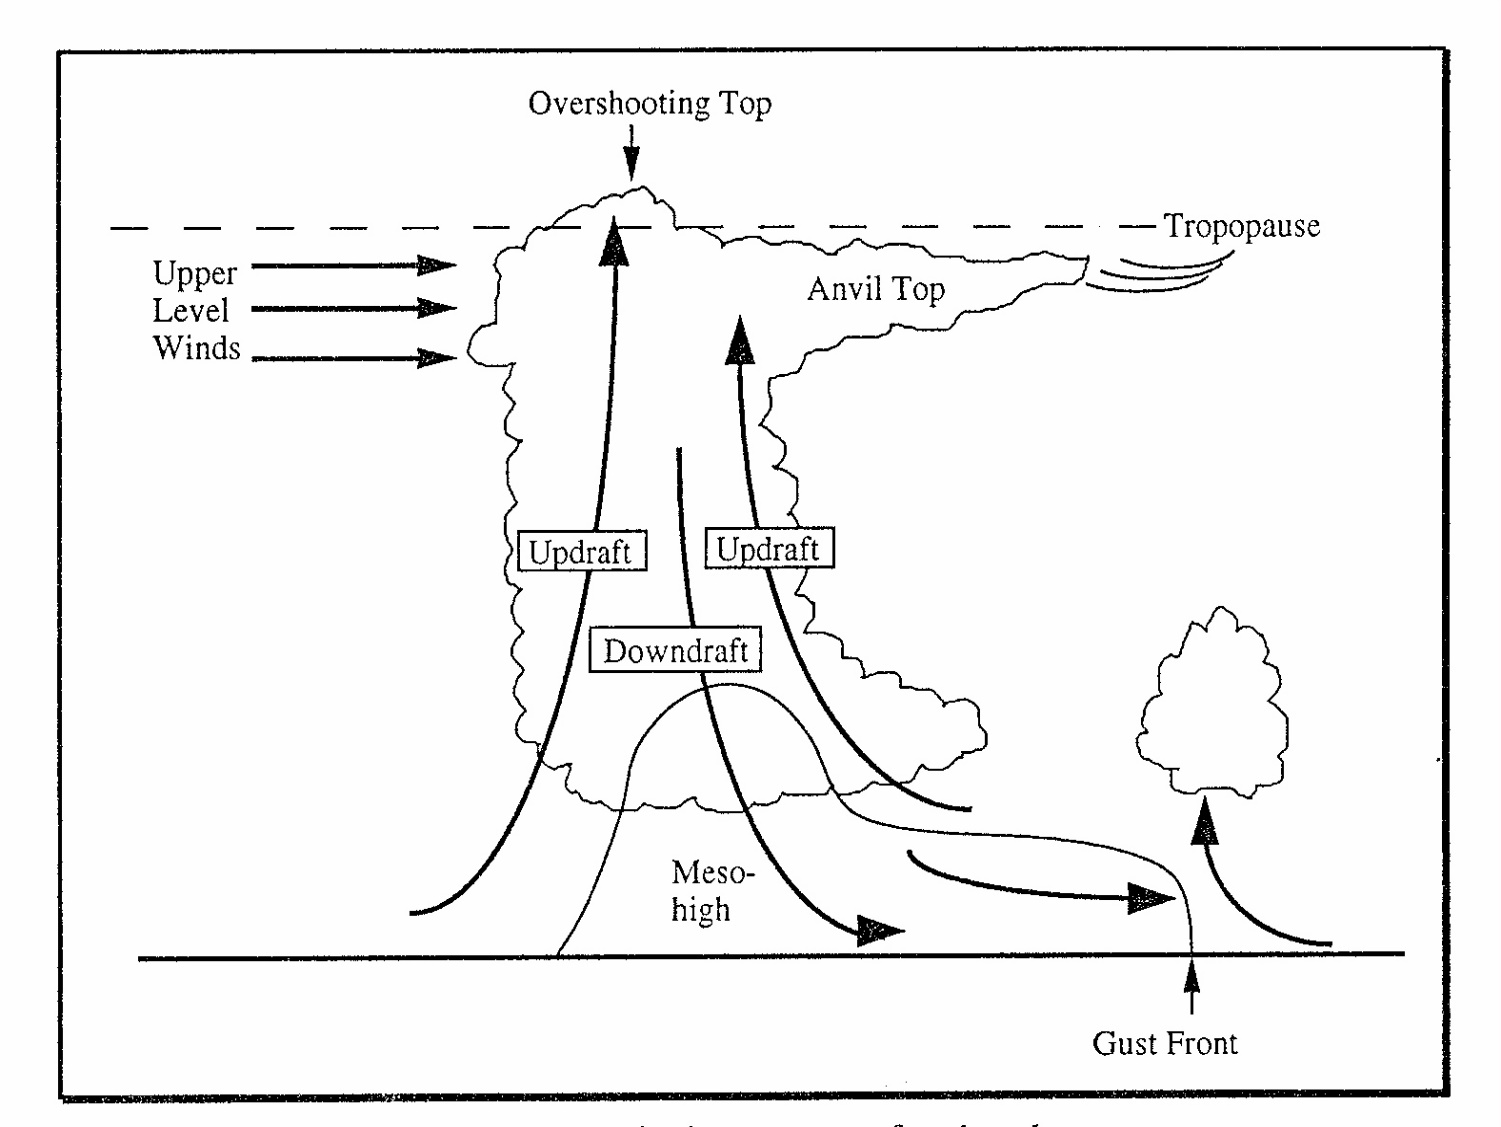 Overshooting Top
Tropopause
Upper
Level
Winds
Anvil Top
Updraft
Updraft
Downdraft
Meso-
high
Gust Front